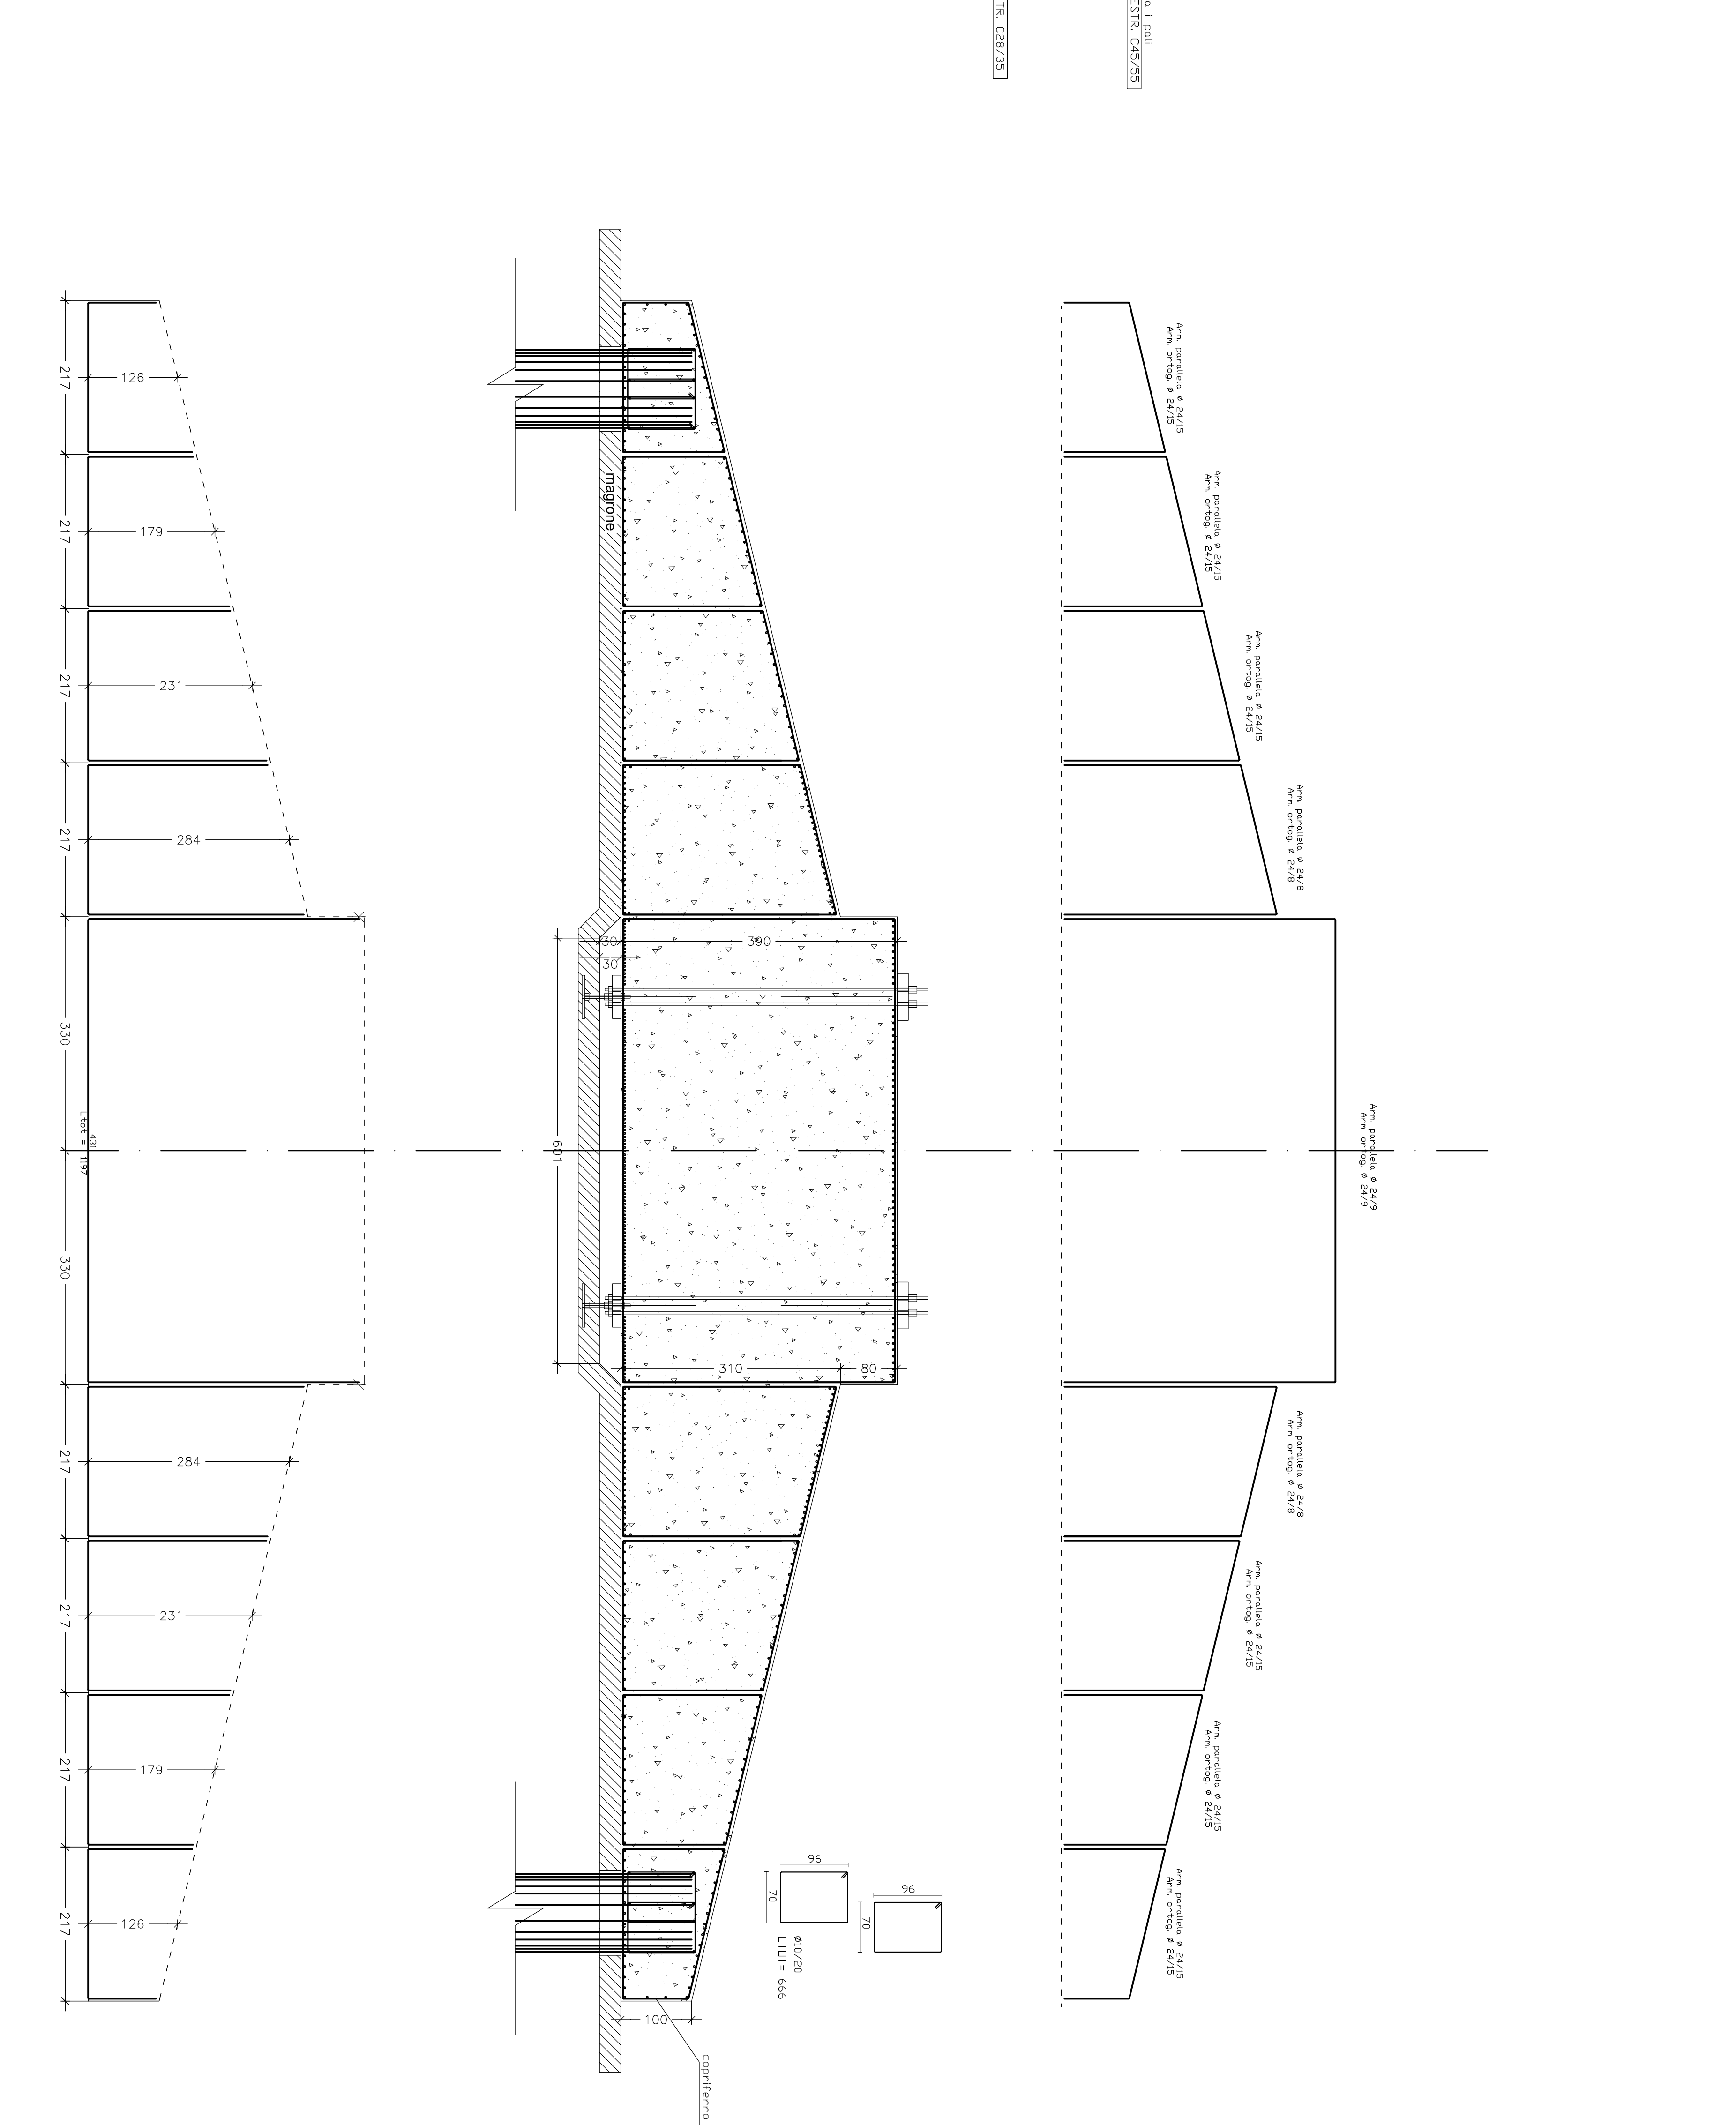 a i pali
ESTR. C45/55
TR. C28/35
Arm. parallela ø 24/15
Arm. ortog. ø 24/15
Arm. parallela ø 24/15
Arm. ortog. ø 24/15
Arm. parallela ø 24/15
Arm. ortog. ø 24/15
Arm. parallela ø 24/8
Arm. ortog. ø 24/8
Arm. parallela ø 24/9
Arm. ortog. ø 24/9
Arm. parallela ø 24/8
Arm. ortog. ø 24/8
Arm. parallela ø 24/15
Arm. ortog. ø 24/15
Arm. parallela ø 24/15
Arm. ortog. ø 24/15
Arm. parallela ø 24/15
Arm. ortog. ø 24/15
magrone
30
390
30
601
310
80
96
70
96
70
ø10/20
L TOT= 666
100
copriferro
126
179
231
284
284
231
179
126
431
L tot = 1197
217
217
217
217
330
330
217
217
217
217